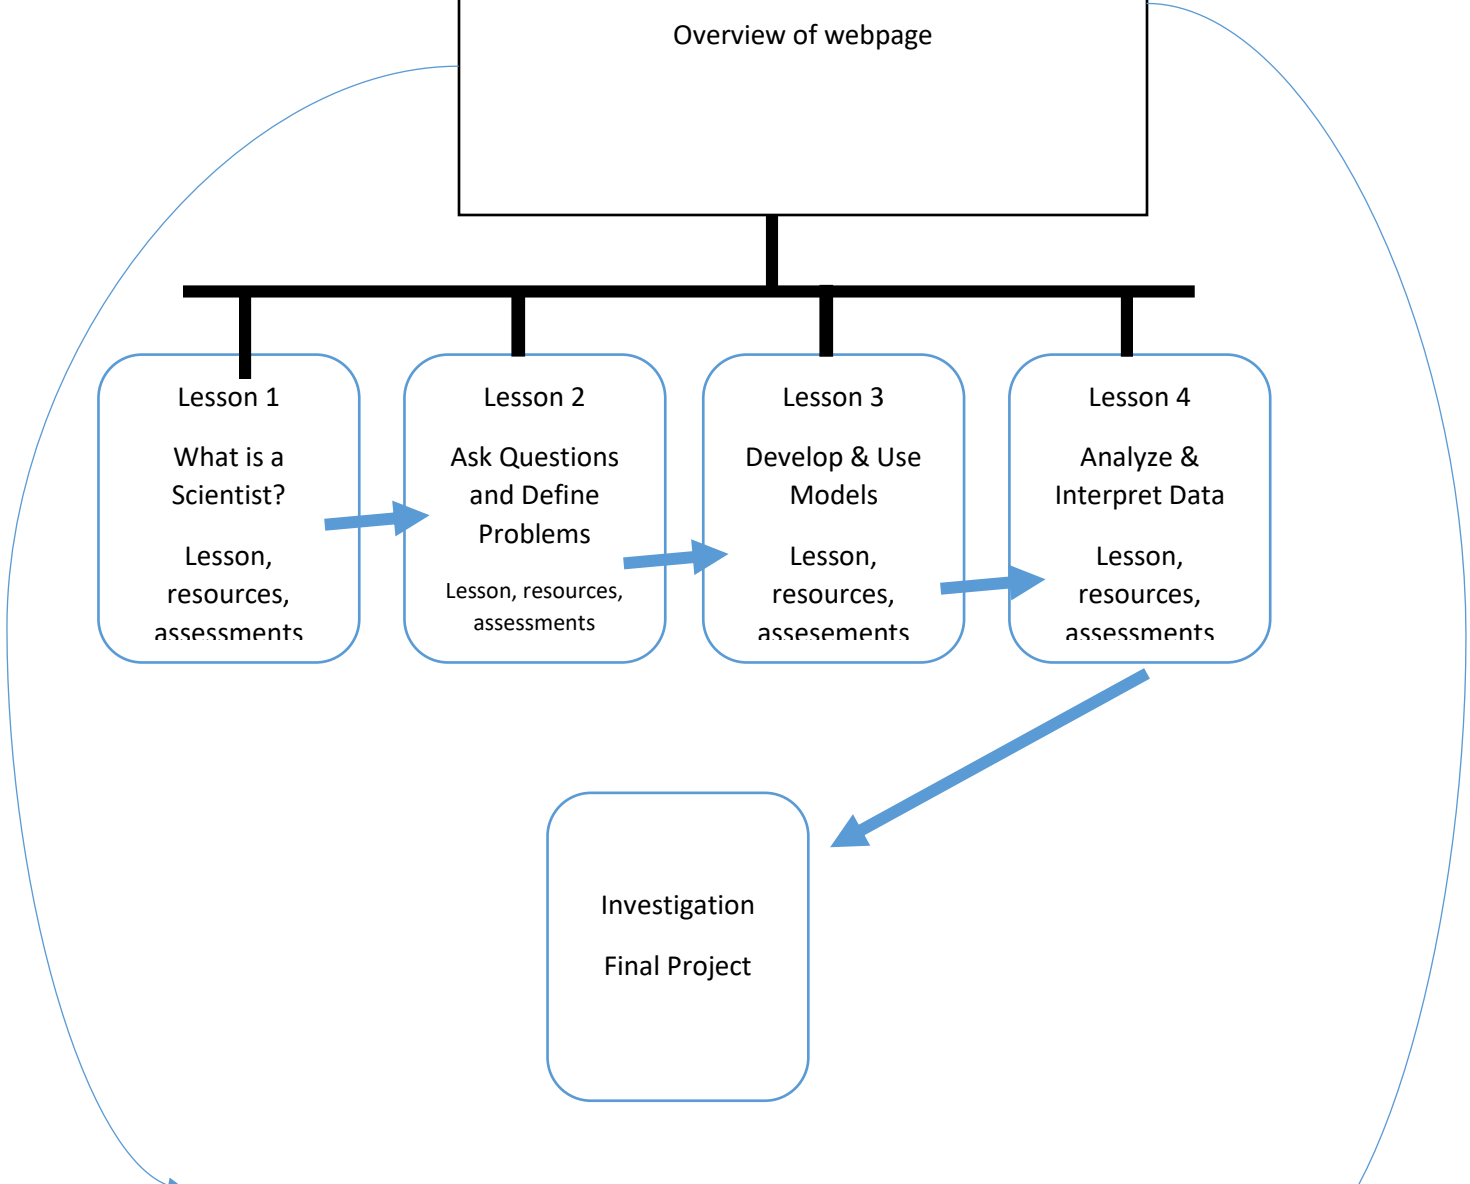 Overview of webpage
Lesson 1
What is a
Scientist?
Lesson,
resources,
assessments
Lesson 2
Ask Questions
and Define
Problems
Lesson, resources,
assessments
Lesson 3
Develop & Use
Models
Lesson,
resources,
assesements
Lesson 4
Analyze &
Interpret Data
Lesson,
resources,
assessments
Investigation
Final Project